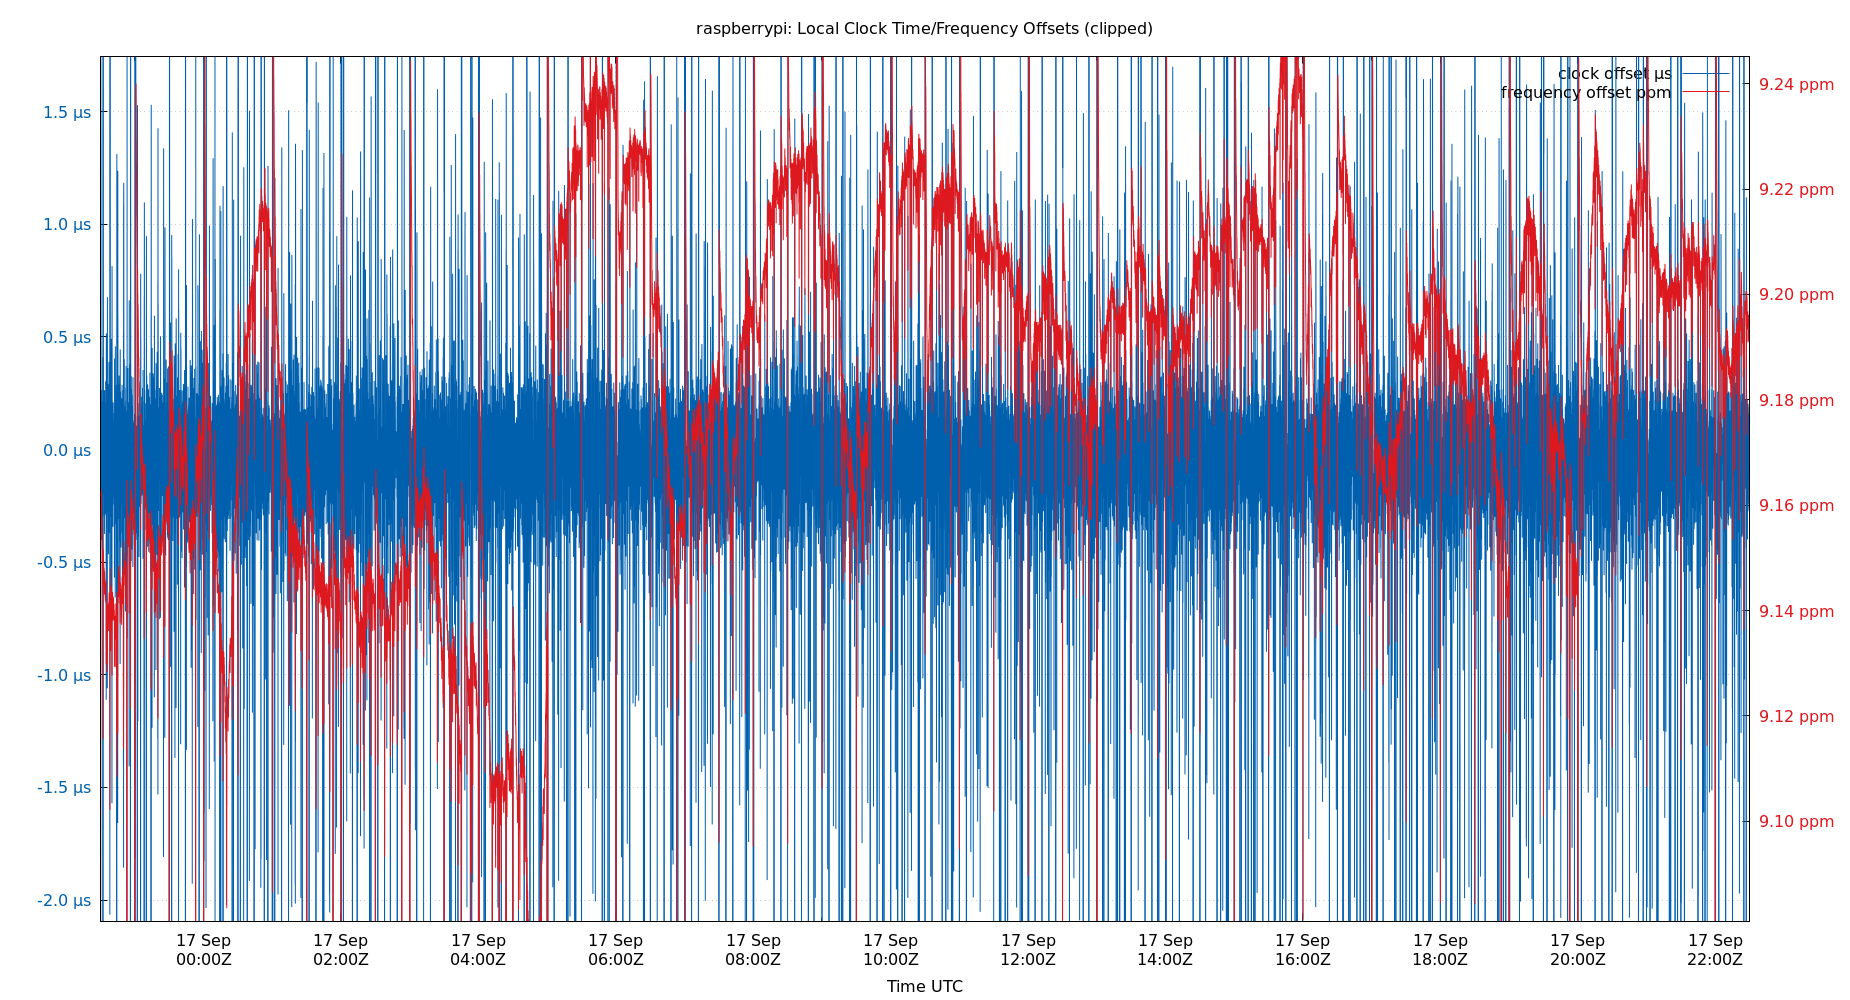 raspberrypi: Local Clock Time/Frequency Offsets (clipped)
clock offset µs
frequency offset ppm
1.5 µs
1.0 µs
0.5 µs
0.0 µs
-0.5 µs
-1.0 µs
-1.5 µs
-2.0 µs
9.24 ppm
9.22 ppm
9.20 ppm
9.18 ppm
9.16 ppm
9.14 ppm
9.12 ppm
9.10 ppm
17 Sep 17 Sep 17 Sep 17 Sep 17 Sep 17 Sep 17 Sep 17 Sep 17 Sep 17 Sep 17 Sep 17 Sep
00:00Z 02:00Z 04:00Z 06:00Z 08:00Z 10:00Z 12:00Z 14:00Z 16:00Z 18:00Z 20:00Z 22:00Z
Time UTC